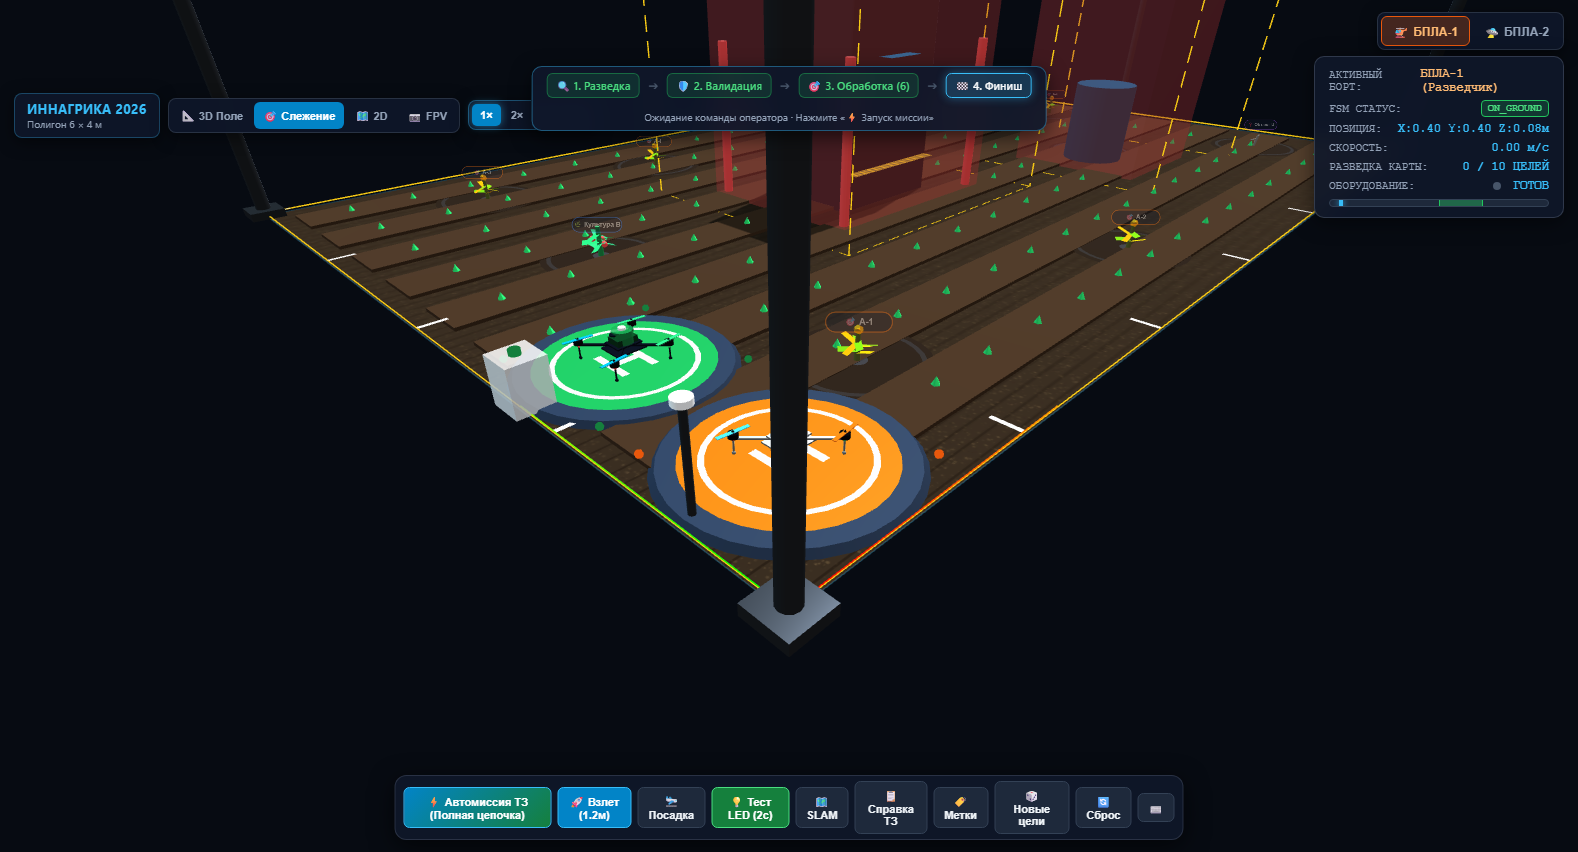 ИННАГРИКА 2026
Полигон 6 × 4 м
3D Поле
Слежение
2D
FPV
1×
2×
1. Разведка
→
2. Валидация
→
3. Обработка (6)
→
4. Финиш
Ожидание команды оператора · Нажмите «⚡ Запуск миссии»
БПЛА-1
БПЛА-2
АКТИВНЫЙ БОРТ:
БПЛА-1 (Разведчик)
FSM СТАТУС:
ON_GROUND
ПОЗИЦИЯ:
X:0.40 Y:0.40 Z:0.08м
СКОРОСТЬ:
0.00 м/с
РАЗВЕДКА КАРТЫ:
0 / 10 ЦЕЛЕЙ
ОБОРУДОВАНИЕ:
ГОТОВ
Культура B
A-2
A-1
H
H
Автомиссия ТЗ
(Полная цепочка)
Взлет
(1.2м)
Посадка
Тест
LED (2с)
SLAM
Справка
ТЗ
Метки
Новые
цели
Сброс